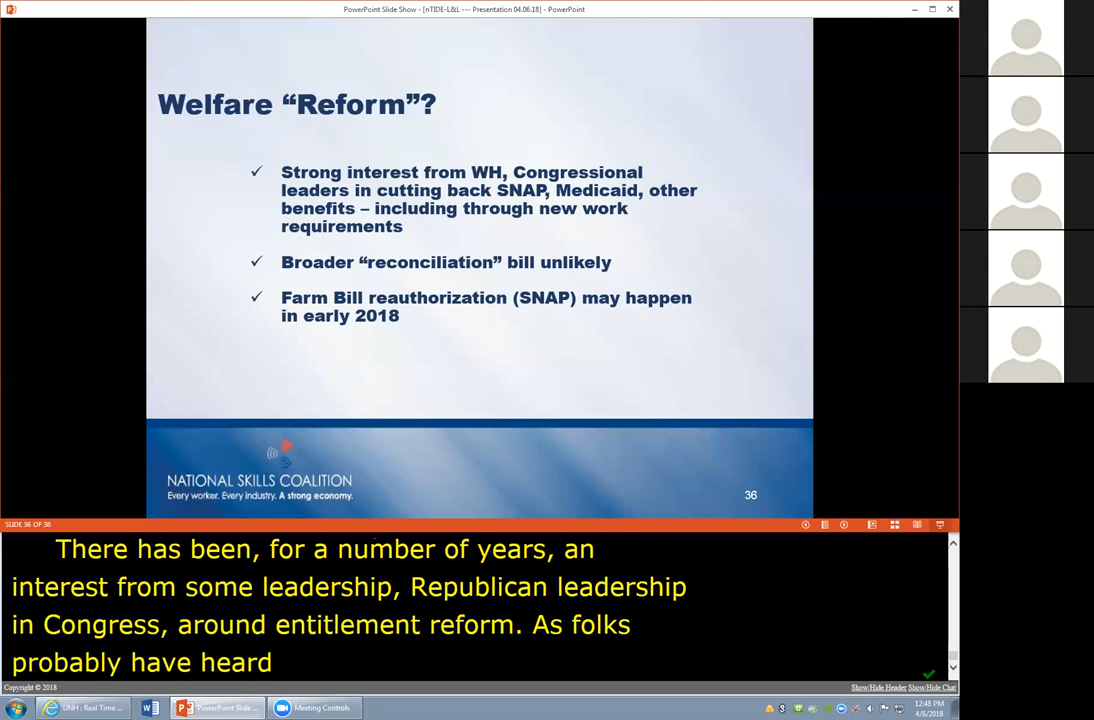 PowerPoint Slide Show - [nTIDE-L&L --- Presentation 04.06.18] - PowerPoint
Welfare “Reform”?
✓ Strong interest from WH, Congressional
leaders in cutting back SNAP, Medicaid, other
benefits – including through new work
requirements
✓ Broader “reconciliation” bill unlikely
✓ Farm Bill reauthorization (SNAP) may happen
in early 2018
NATIONAL SKILLS COALITION
Every worker. Every industry. A strong economy.
36
SLIDE 36 OF 38
There has been, for a number of years, an
interest from some leadership, Republican leadership
in Congress, around entitlement reform. As folks
probably have heard
Copyright © 2018
Show/Hide Header Show/Hide Chat
UNH : Real Time ...
PowerPoint Slide ...
Meeting Controls
12:48 PM
4/6/2018